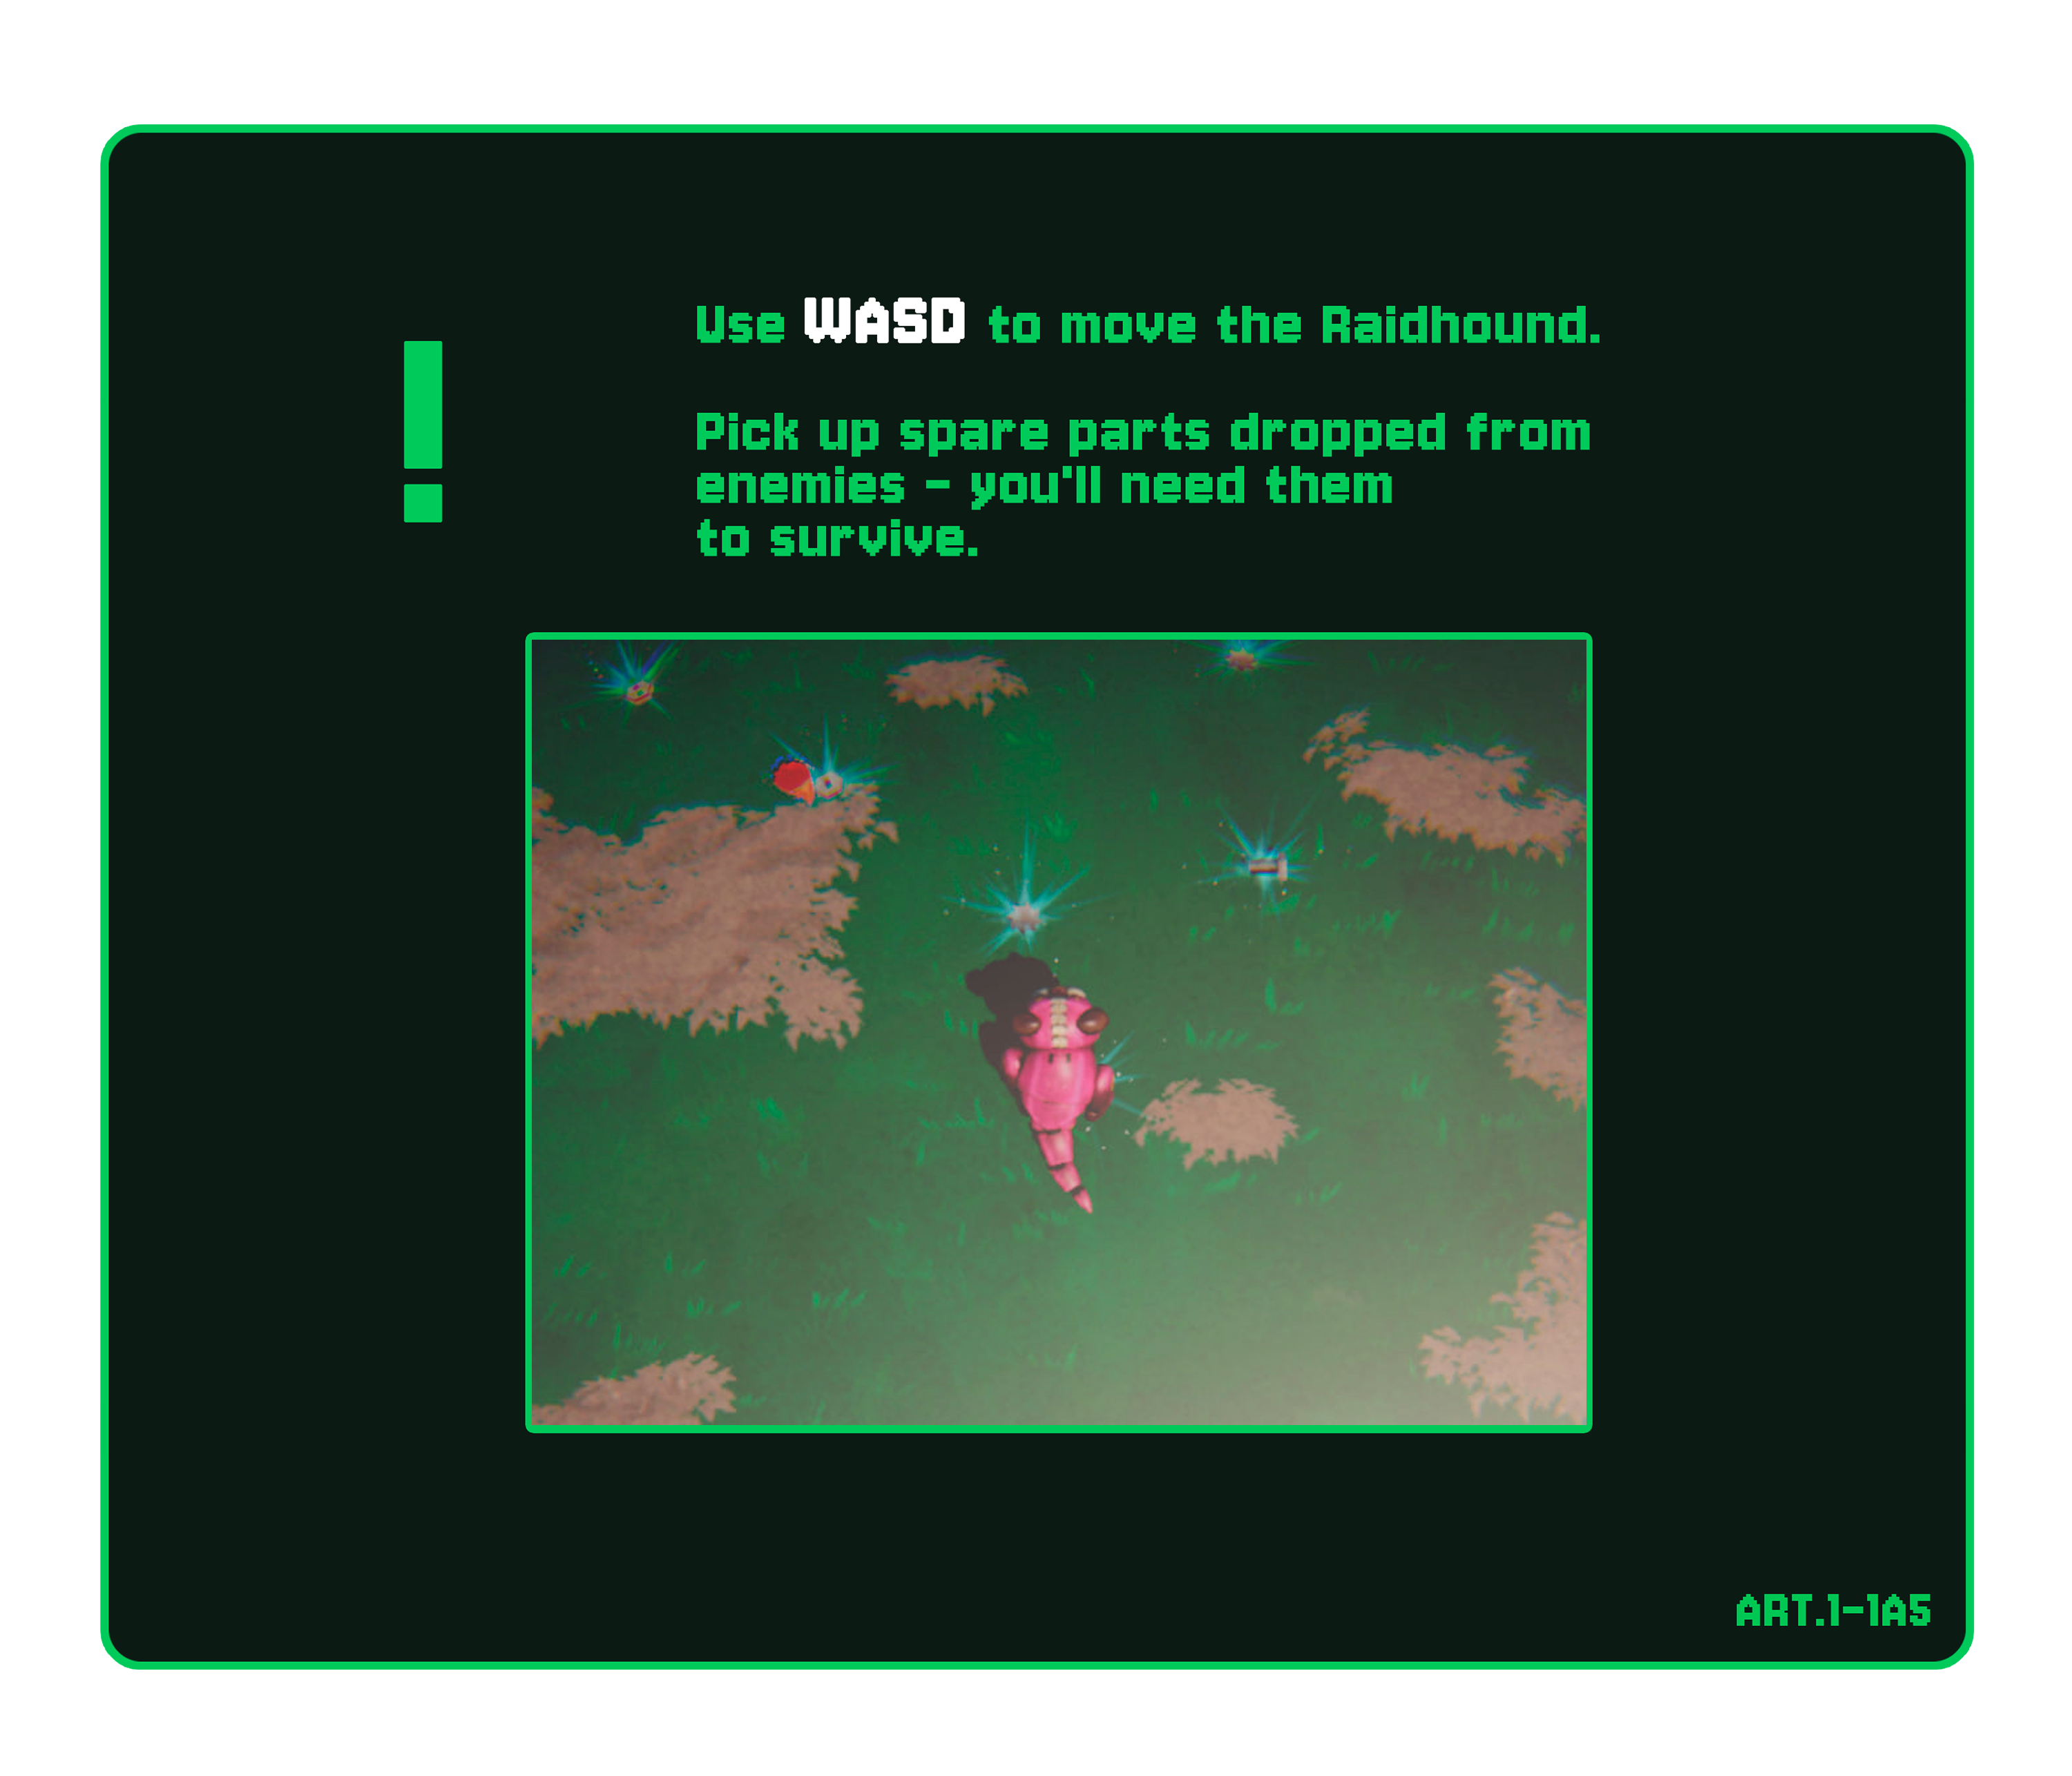 !
Use WASD to move the Raidhound.
Pick up spare parts dropped from
enemies - you'll need them
to survive.
ART.1-1A5